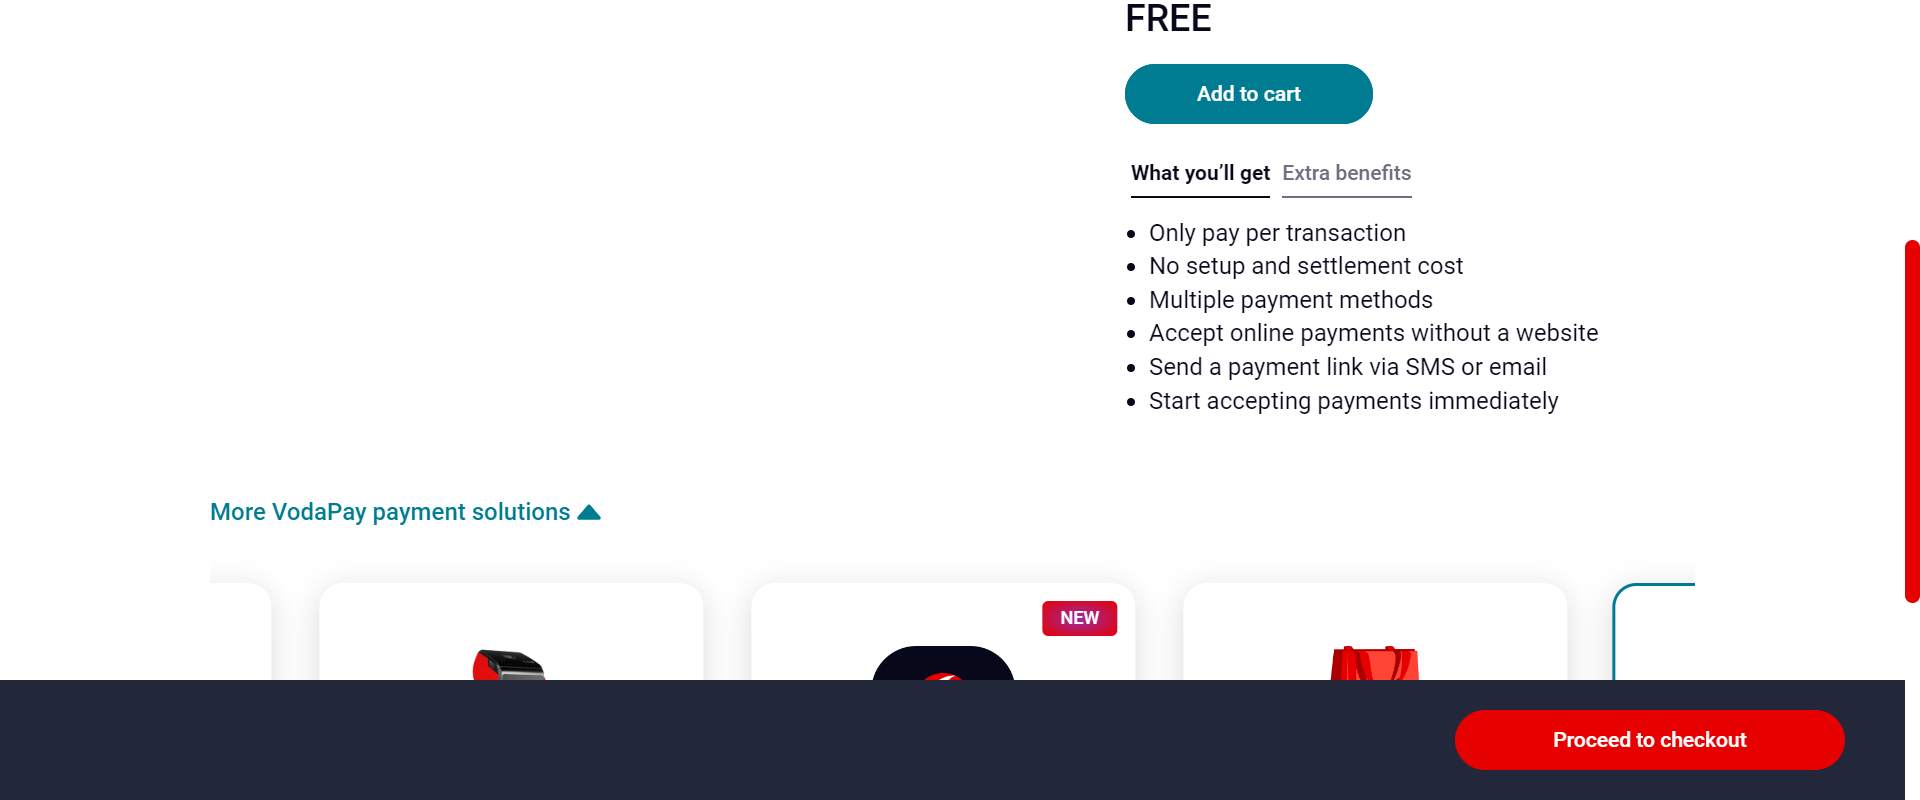 FREE
Add to cart
What you’ll get Extra benefits
Only pay per transaction
No setup and settlement cost
Multiple payment methods
Accept online payments without a website
Send a payment link via SMS or email
Start accepting payments immediately
More VodaPay payment solutions
NEW
Proceed to checkout